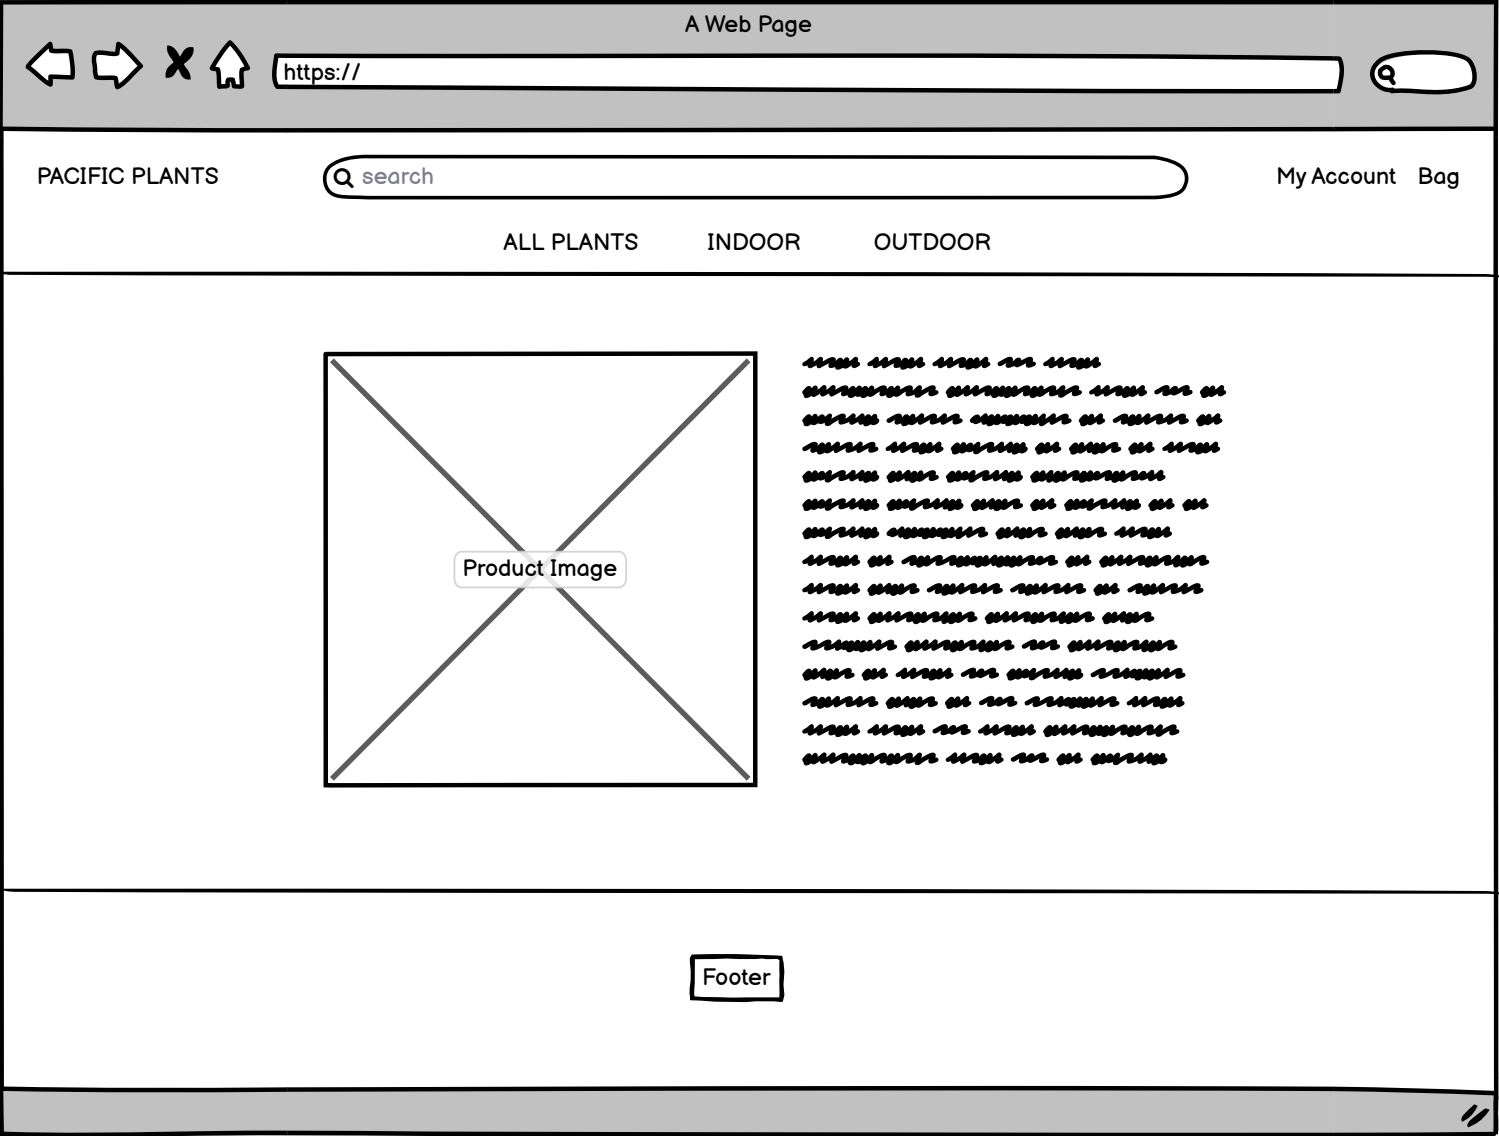 A Web Page
https://
PACIFIC PLANTS
search
My Account
Bag
ALL PLANTS
INDOOR
OUTDOOR
Product Image
Footer